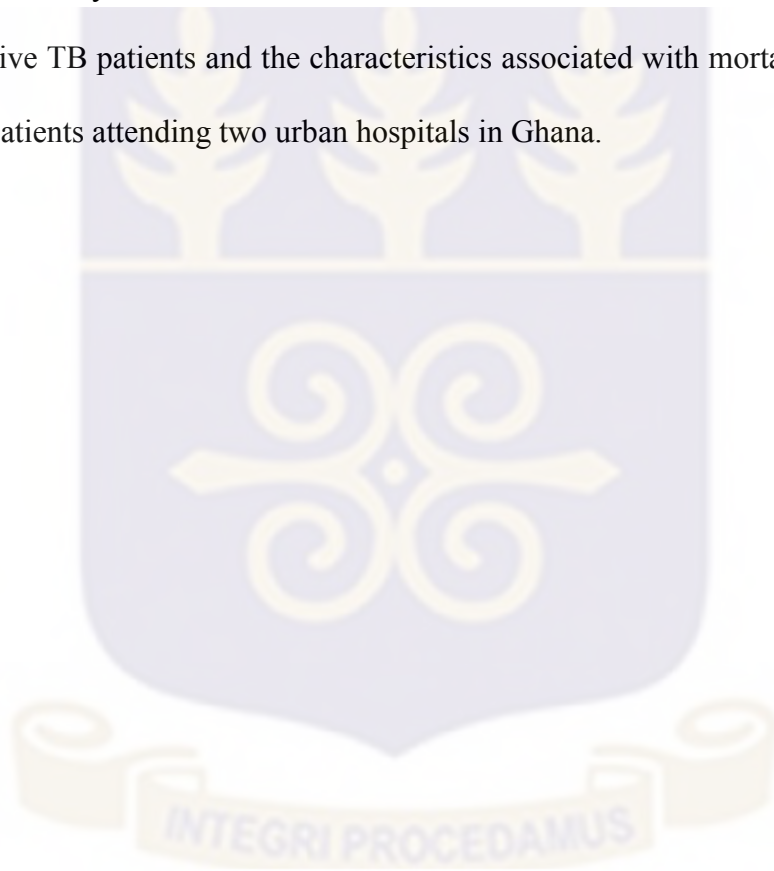 ive TB patients and the characteristics associated with morta
atients attending two urban hospitals in Ghana.
INTEGRI PROCEDAMUS